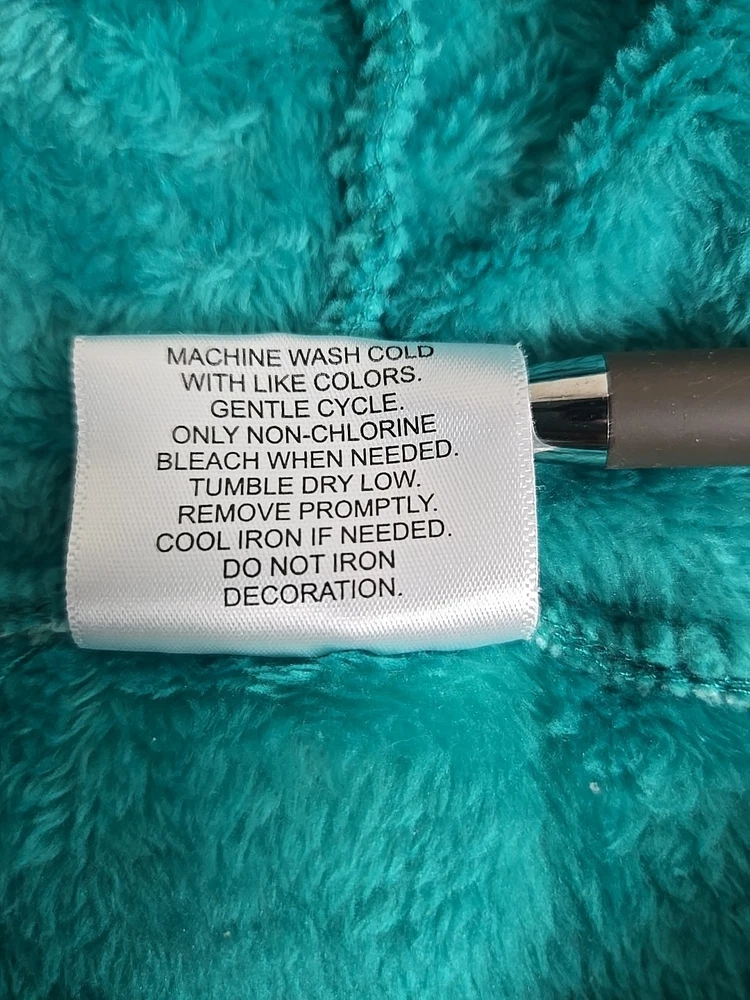 MACHINE WASH COLD
WITH LIKE COLORS.
GENTLE CYCLE.
ONLY NON-CHLORINE
BLEACH WHEN NEEDED.
TUMBLE DRY LOW.
REMOVE PROMPTLY.
COOL IRON IF NEEDED.
DO NOT IRON
DECORATION.